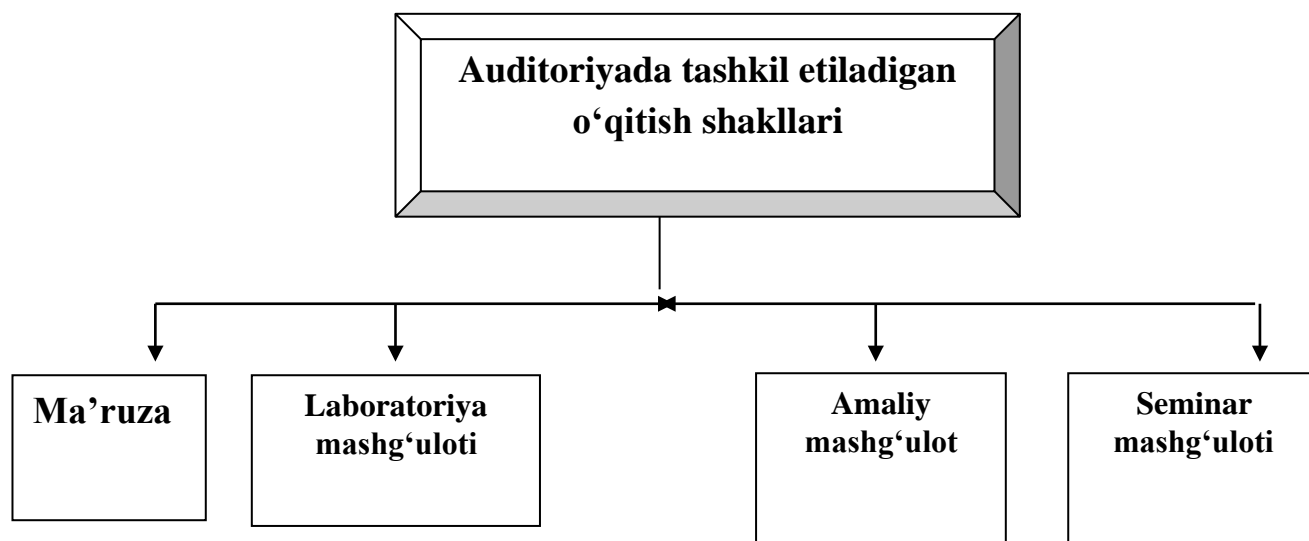 Auditoriyada tashkil etiladigan
o‘qitish shakllari
Ma’ruza
Laboratoriya
mashg‘uloti
Amaliy
mashg‘ulot
Seminar
mashg‘uloti